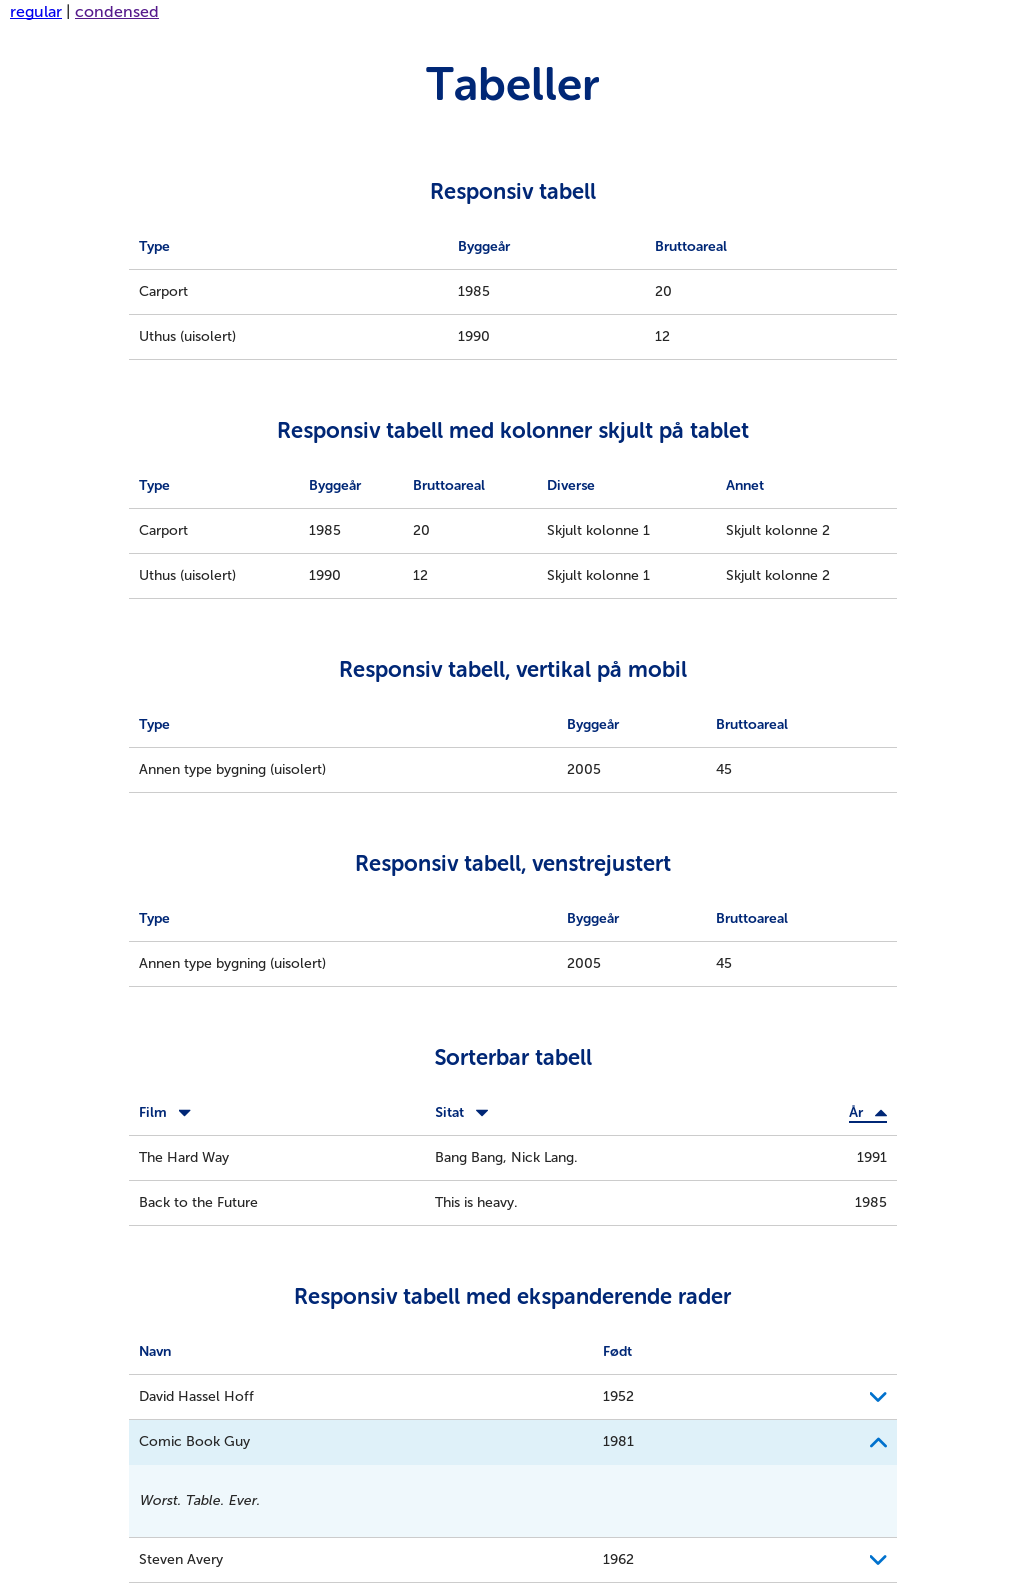 regular | condensed
Tabeller
Responsiv tabell
Type Byggeår Bruttoareal
Carport 1985 20
Uthus (uisolert) 1990 12
Responsiv tabell med kolonner skjult på tablet
Type Byggeår Bruttoareal Diverse Annet
Carport 1985 20 Skjult kolonne 1 Skjult kolonne 2
Uthus (uisolert) 1990 12 Skjult kolonne 1 Skjult kolonne 2
Responsiv tabell, vertikal på mobil
Type Byggeår Bruttoareal
Annen type bygning (uisolert) 2005 45
Responsiv tabell, venstrejustert
Type Byggeår Bruttoareal
Annen type bygning (uisolert) 2005 45
Sorterbar tabell
Film Sitat År
The Hard Way Bang Bang, Nick Lang. 1991
Back to the Future This is heavy. 1985
Responsiv tabell med ekspanderende rader
Navn Født
David Hassel Hoff 1952
Comic Book Guy 1981
Worst. Table. Ever.
Steven Avery 1962